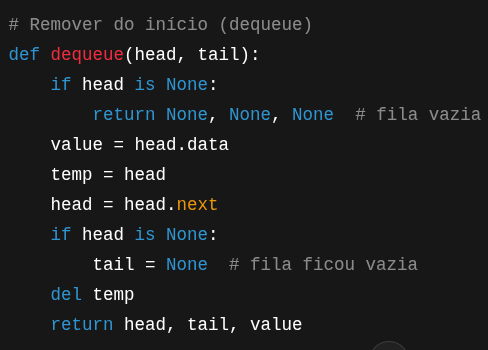 # Remover do início (dequeue)
def dequeue(head, tail):
    if head is None:
        return None, None, None  # fila vazia
    value = head.data
    temp = head
    head = head.next
    if head is None:
        tail = None  # fila ficou vazia
    del temp
    return head, tail, value